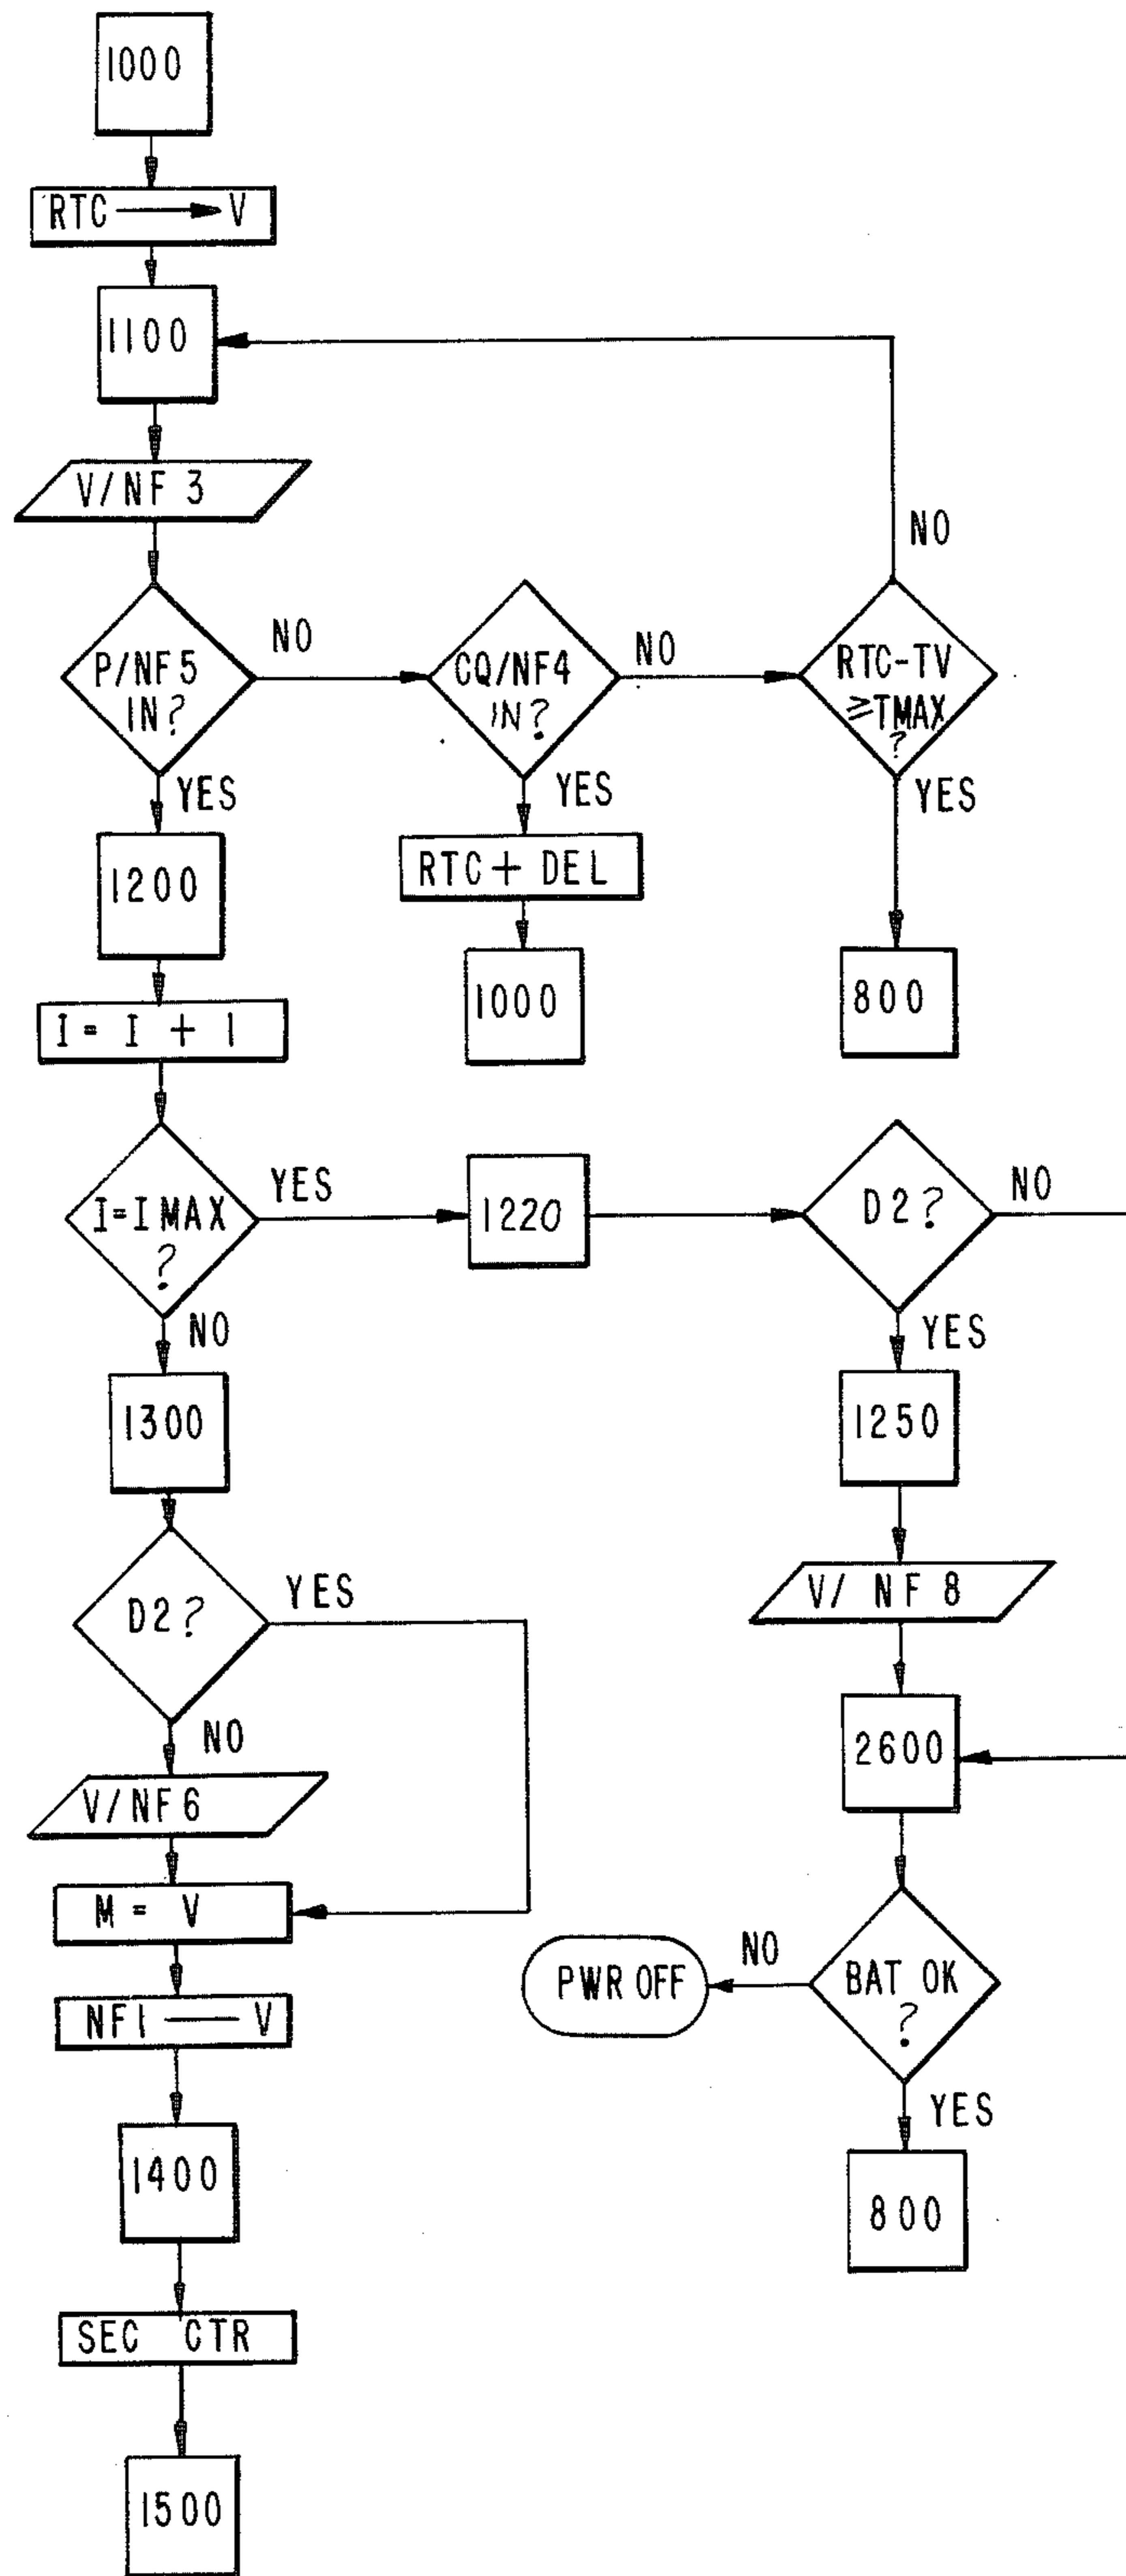 1000
RTC → V
1100
V/NF 3
NO
P/NF5
IN?
NO
CQ/NF4
IN?
NO
RTC-TV
≥TMAX
?
YES
YES
YES
1200
RTC + DEL
1000
800
I= I + 1
I=IMAX
?
YES
1220
D2?
NO
NO
YES
1300
1250
D2?
YES
V/ NF 8
NO
2600
V/NF6
M = V
PWR OFF
NO
BAT OK
?
NF1 — V
YES
1400
800
SEC CTR
1500